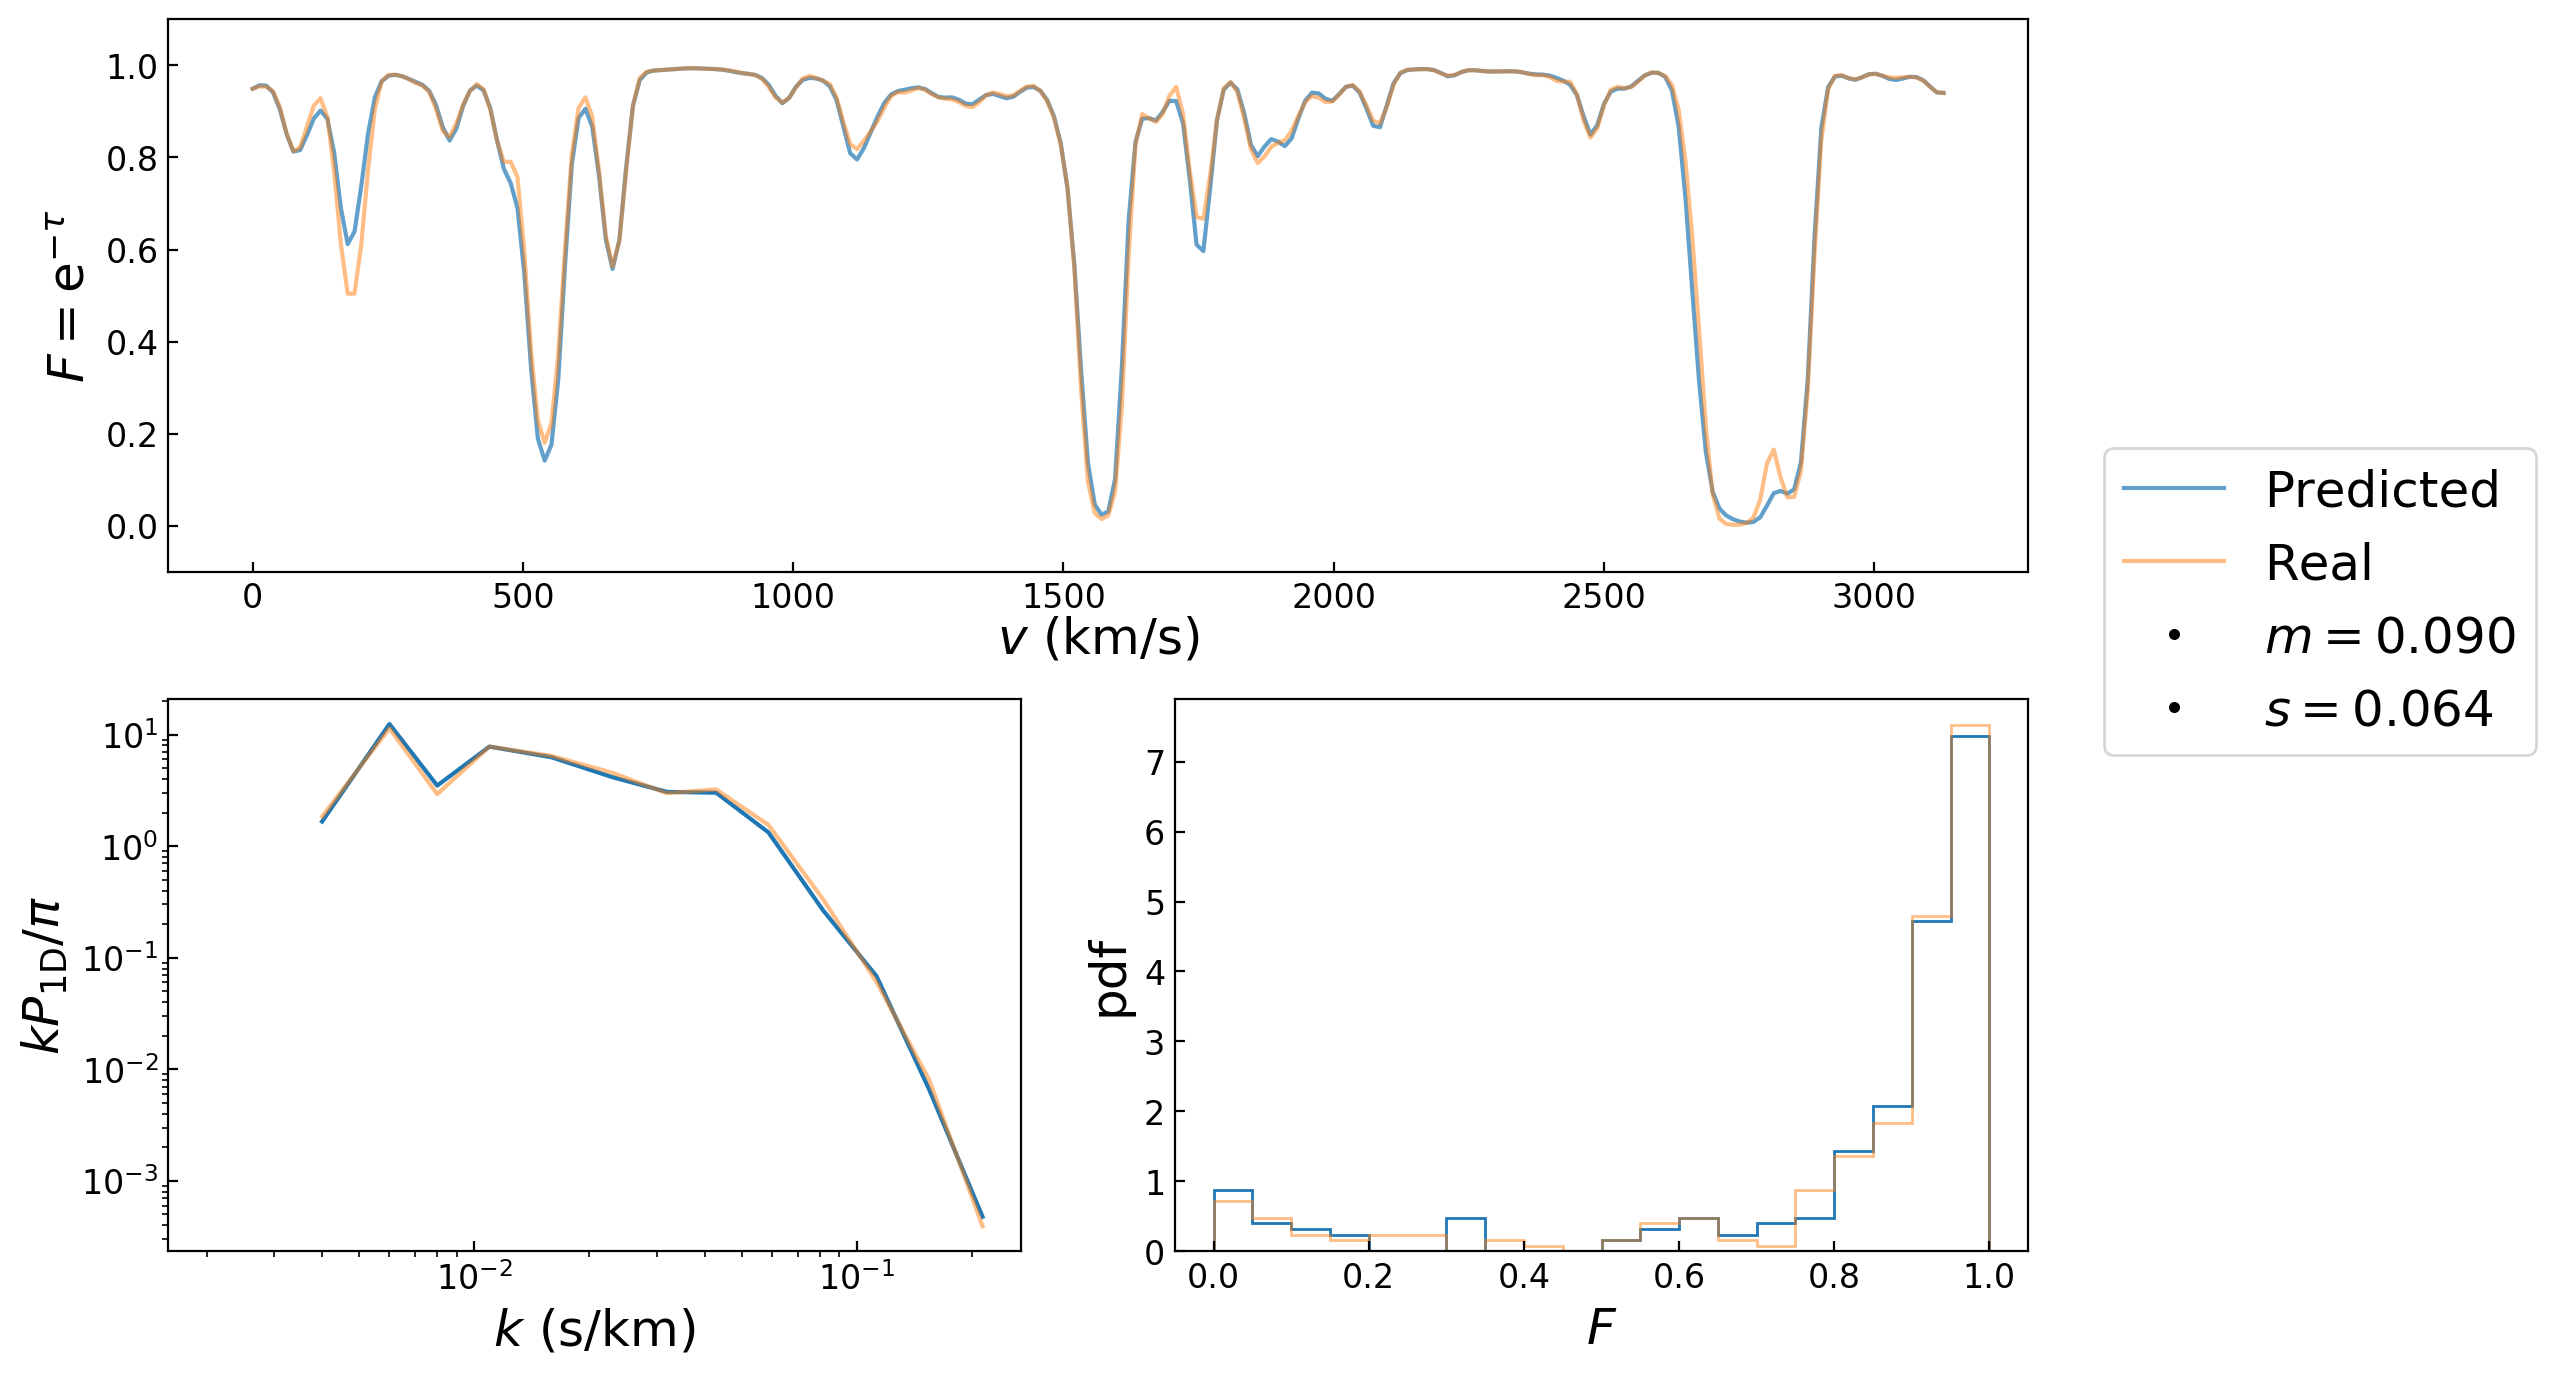 F = e^{-τ}
1.0
0.8
0.6
0.4
0.2
0.0
0 500 1000 1500 2000 2500 3000
v (km/s)
Predicted
Real
m = 0.090
s = 0.064
kP_{1D}/π
10^1
10^0
10^{-1}
10^{-2}
10^{-3}
10^{-2} 10^{-1}
k (s/km)
pdf
7
6
5
4
3
2
1
0
0.0 0.2 0.4 0.6 0.8 1.0
F